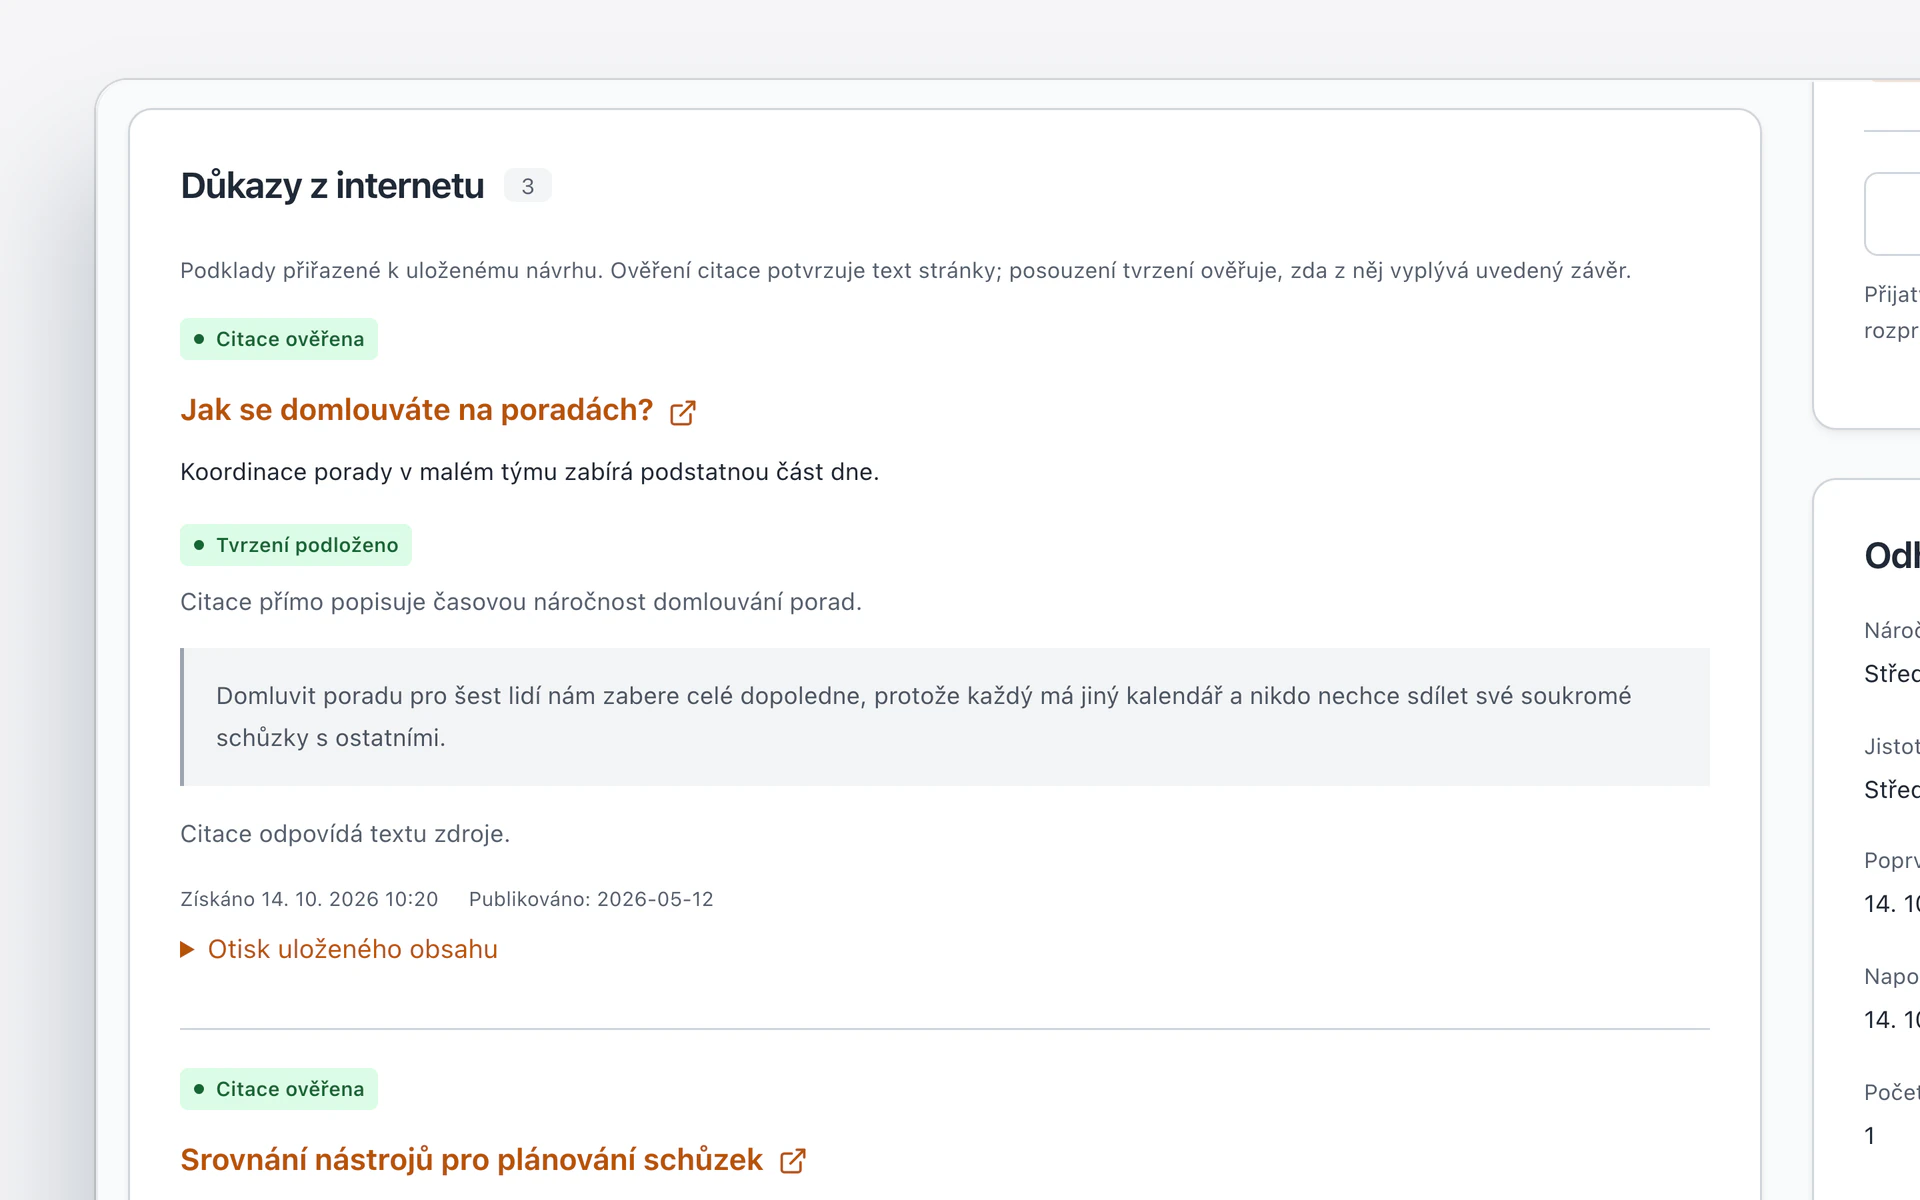 Důkazy z internetu 3
Podklady přiřazené k uloženému návrhu. Ověření citace potvrzuje text stránky; posouzení tvrzení ověřuje, zda z něj vyplývá uvedený závěr.
Citace ověřena
Jak se domlouváte na poradách?
Koordinace porady v malém týmu zabírá podstatnou část dne.
Tvrzení podloženo
Citace přímo popisuje časovou náročnost domlouvání porad.
Domluvit poradu pro šest lidí nám zabere celé dopoledne, protože každý má jiný kalendář a nikdo nechce sdílet své soukromé
schůzky s ostatními.
Citace odpovídá textu zdroje.
Získáno 14. 10. 2026 10:20 Publikováno: 2026-05-12
Otisk uloženého obsahu
Citace ověřena
Srovnání nástrojů pro plánování schůzek
14.
14.
1